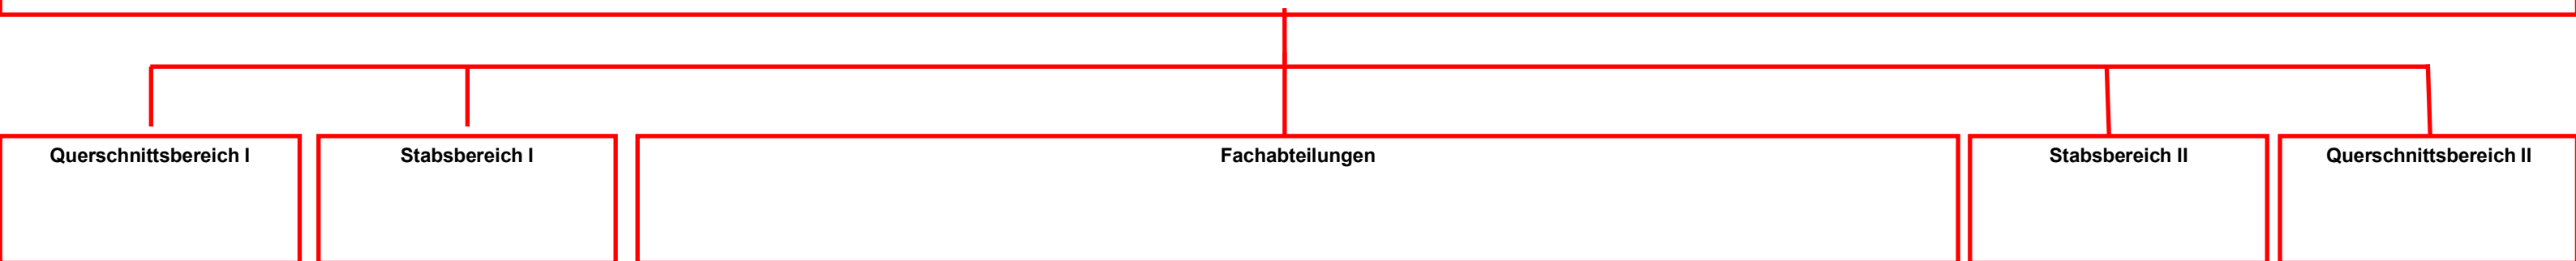 Querschnittsbereich I
Stabsbereich I
Fachabteilungen
Stabsbereich II
Querschnittsbereich II